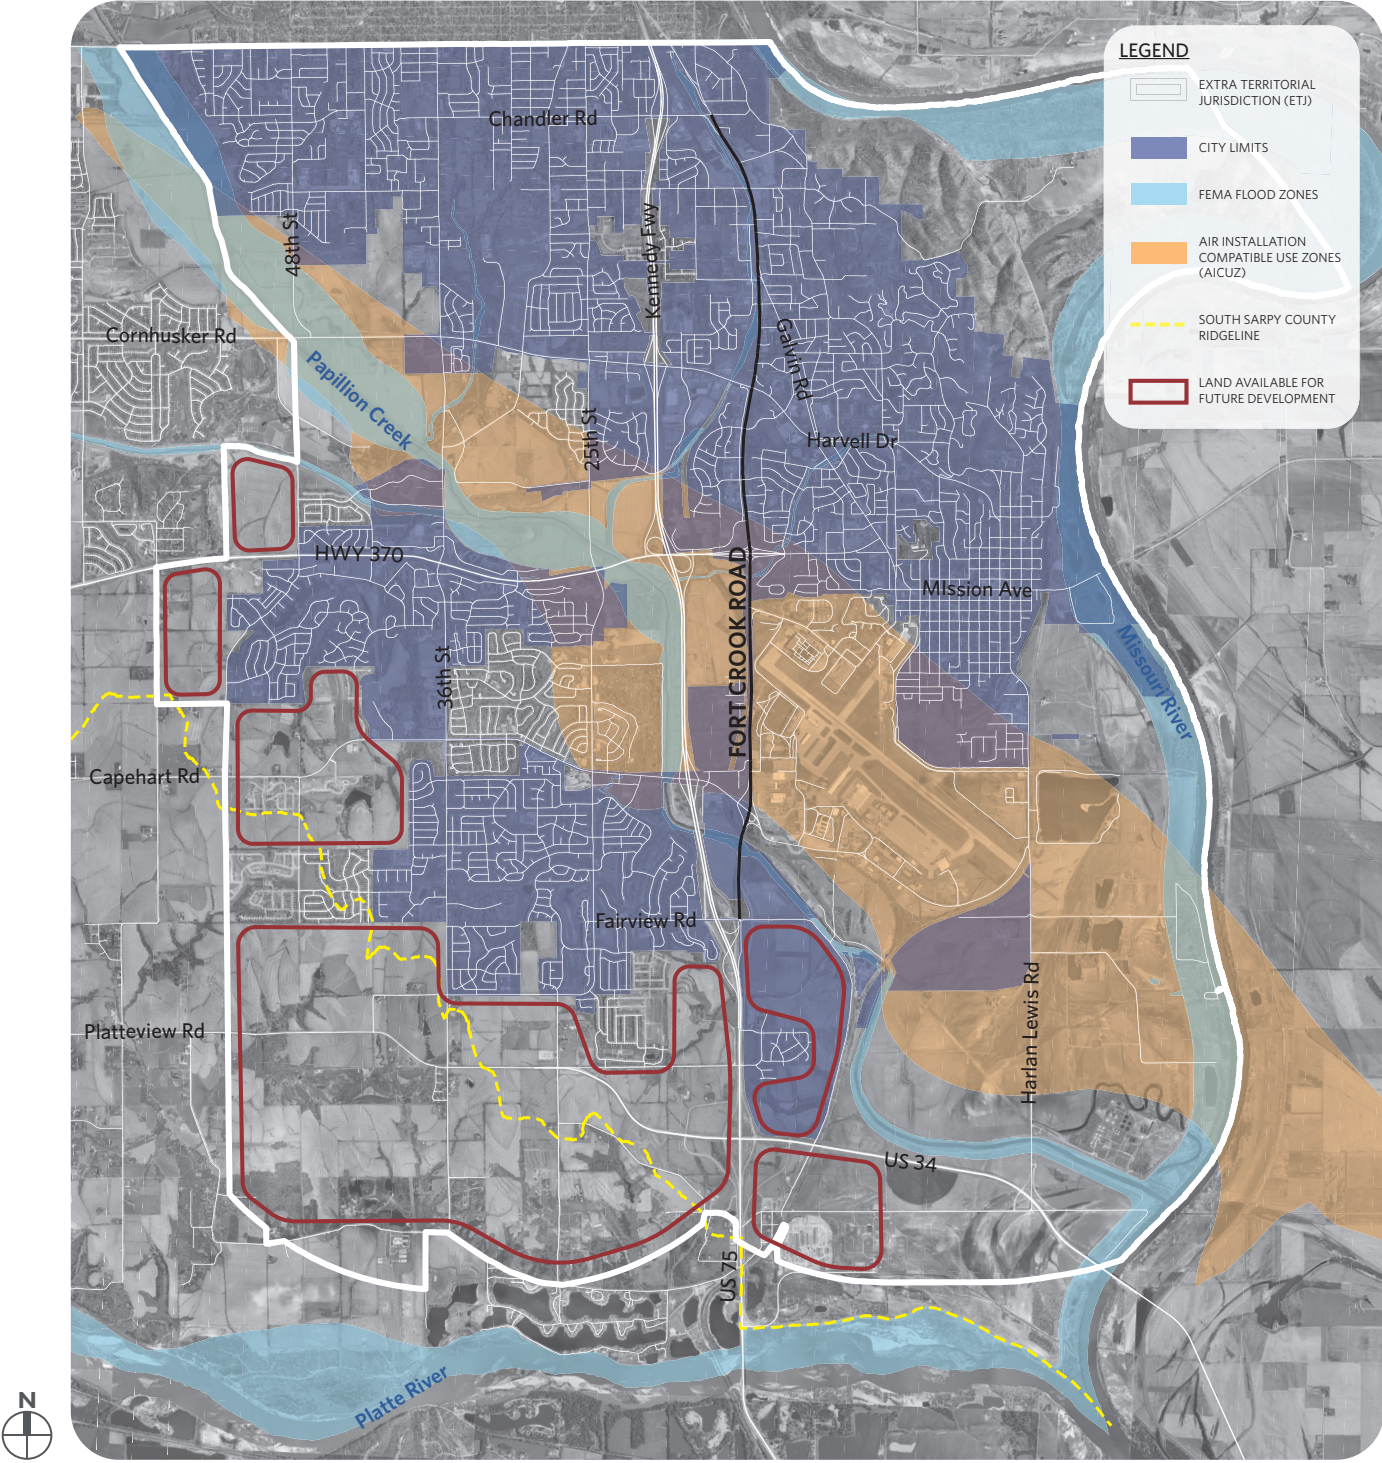 LEGEND
EXTRA TERRITORIAL
JURISDICTION (ETJ)
CITY LIMITS
FEMA FLOOD ZONES
AIR INSTALLATION
COMPATIBLE USE ZONES
(AICUZ)
SOUTH SARPY COUNTY
RIDGELINE
LAND AVAILABLE FOR
FUTURE DEVELOPMENT
Chandler Rd
48th St
Kennedy Fwy
Cornhusker Rd
Papillion Creek
Galvin Rd
25th St
Harvell Dr
HWY 370
FORT CROOK ROAD
MIssion Ave
Missouri River
36th St
Capehart Rd
Fairview Rd
Platteview Rd
Harlan Lewis Rd
US 34
US 75
Platte River
N